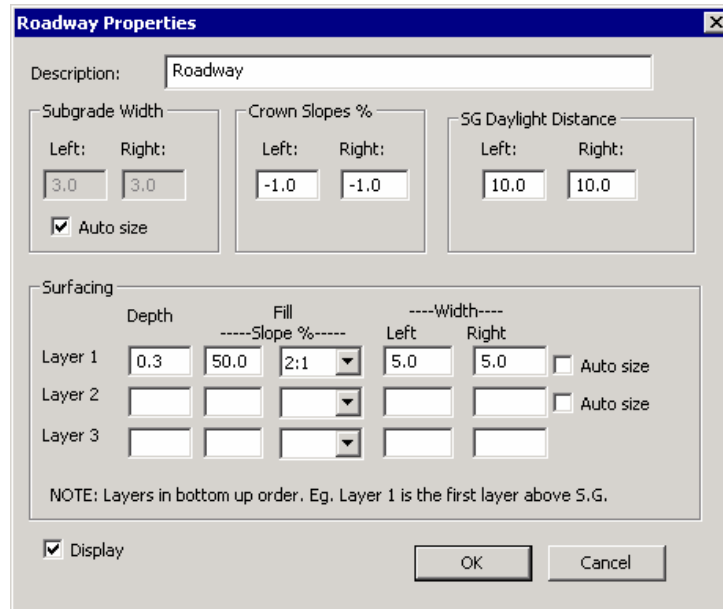 Roadway Properties
Description: Roadway
Subgrade Width
Left: Right:
3.0 3.0
Auto size
Crown Slopes %
Left: Right:
-1.0 -1.0
SG Daylight Distance
Left: Right:
10.0 10.0
Surfacing
Depth Fill ----Width----
-----Slope %----- Left Right
Layer 1 0.3 50.0 2:1 5.0 5.0 Auto size
Layer 2 Auto size
Layer 3
NOTE: Layers in bottom up order. Eg. Layer 1 is the first layer above S.G.
Display OK Cancel